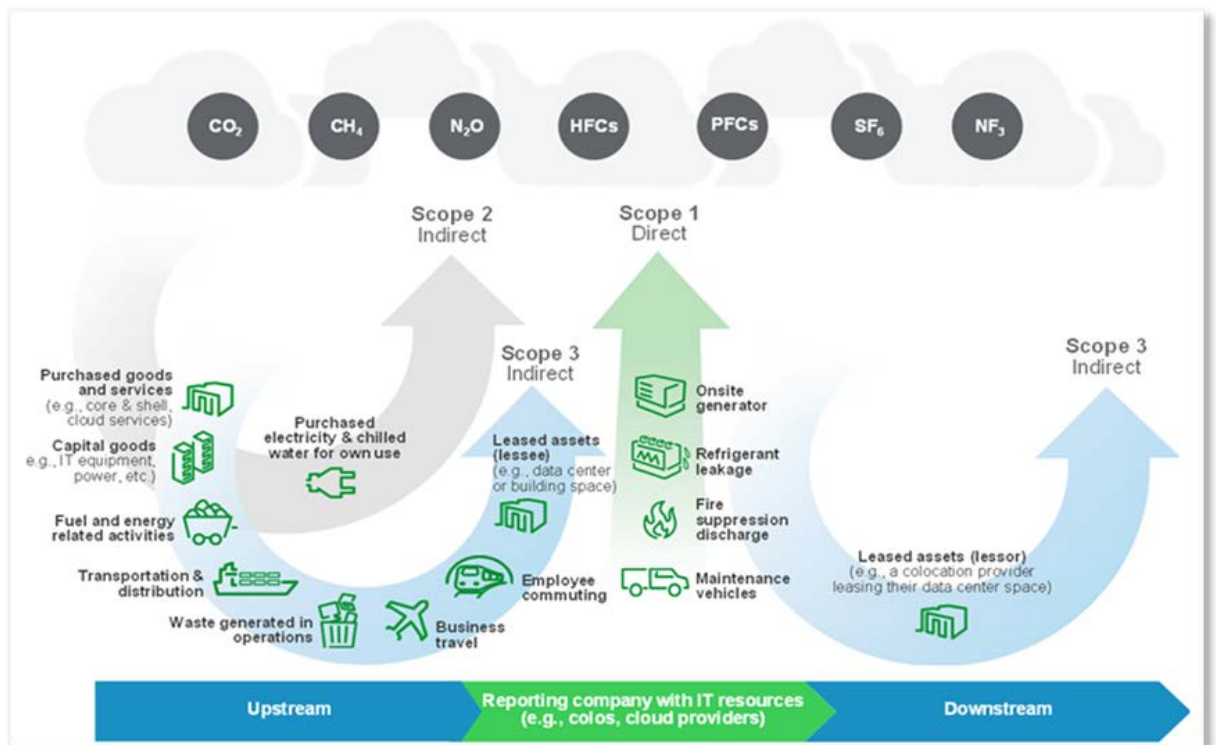 CO₂
CH₄
N₂O
HFCs
PFCs
SF₆
NF₃
Scope 2
Indirect
Scope 1
Direct
Scope 3
Indirect
Scope 3
Indirect
Purchased goods
and services
(e.g., core & shell,
cloud services)
Capital goods
e.g., IT equipment,
power, etc.)
Fuel and energy
related activities
Transportation &
distribution
Waste generated in
operations
Business
travel
Employee
commuting
Leased assets
(lessee)
(e.g., data center
or building space)
Purchased
electricity & chilled
water for own use
Onsite
generator
Refrigerant
leakage
Fire
suppression
discharge
Maintenance
vehicles
Leased assets (lessor)
(e.g., a colocation provider
leasing their data center space)
Upstream
Reporting company with IT resources
(e.g., colos, cloud providers)
Downstream